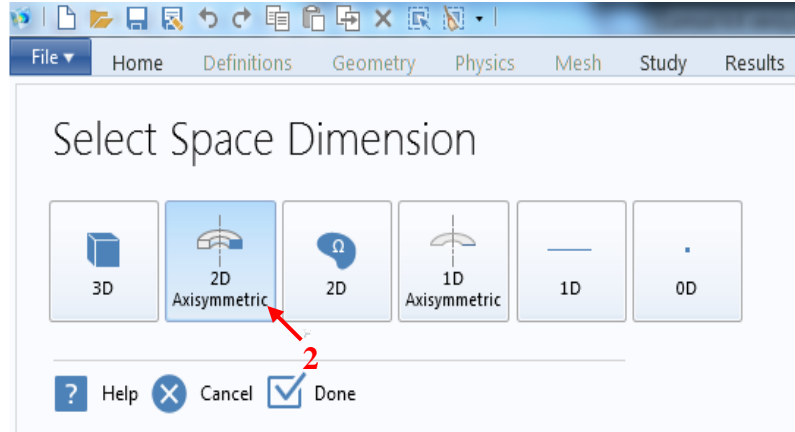 File Home Definitions Geometry Physics Mesh Study Results
Select Space Dimension
Ω
3D 2D Axisymmetric 2D 1D Axisymmetric 1D 0D
2
? Help Cancel Done